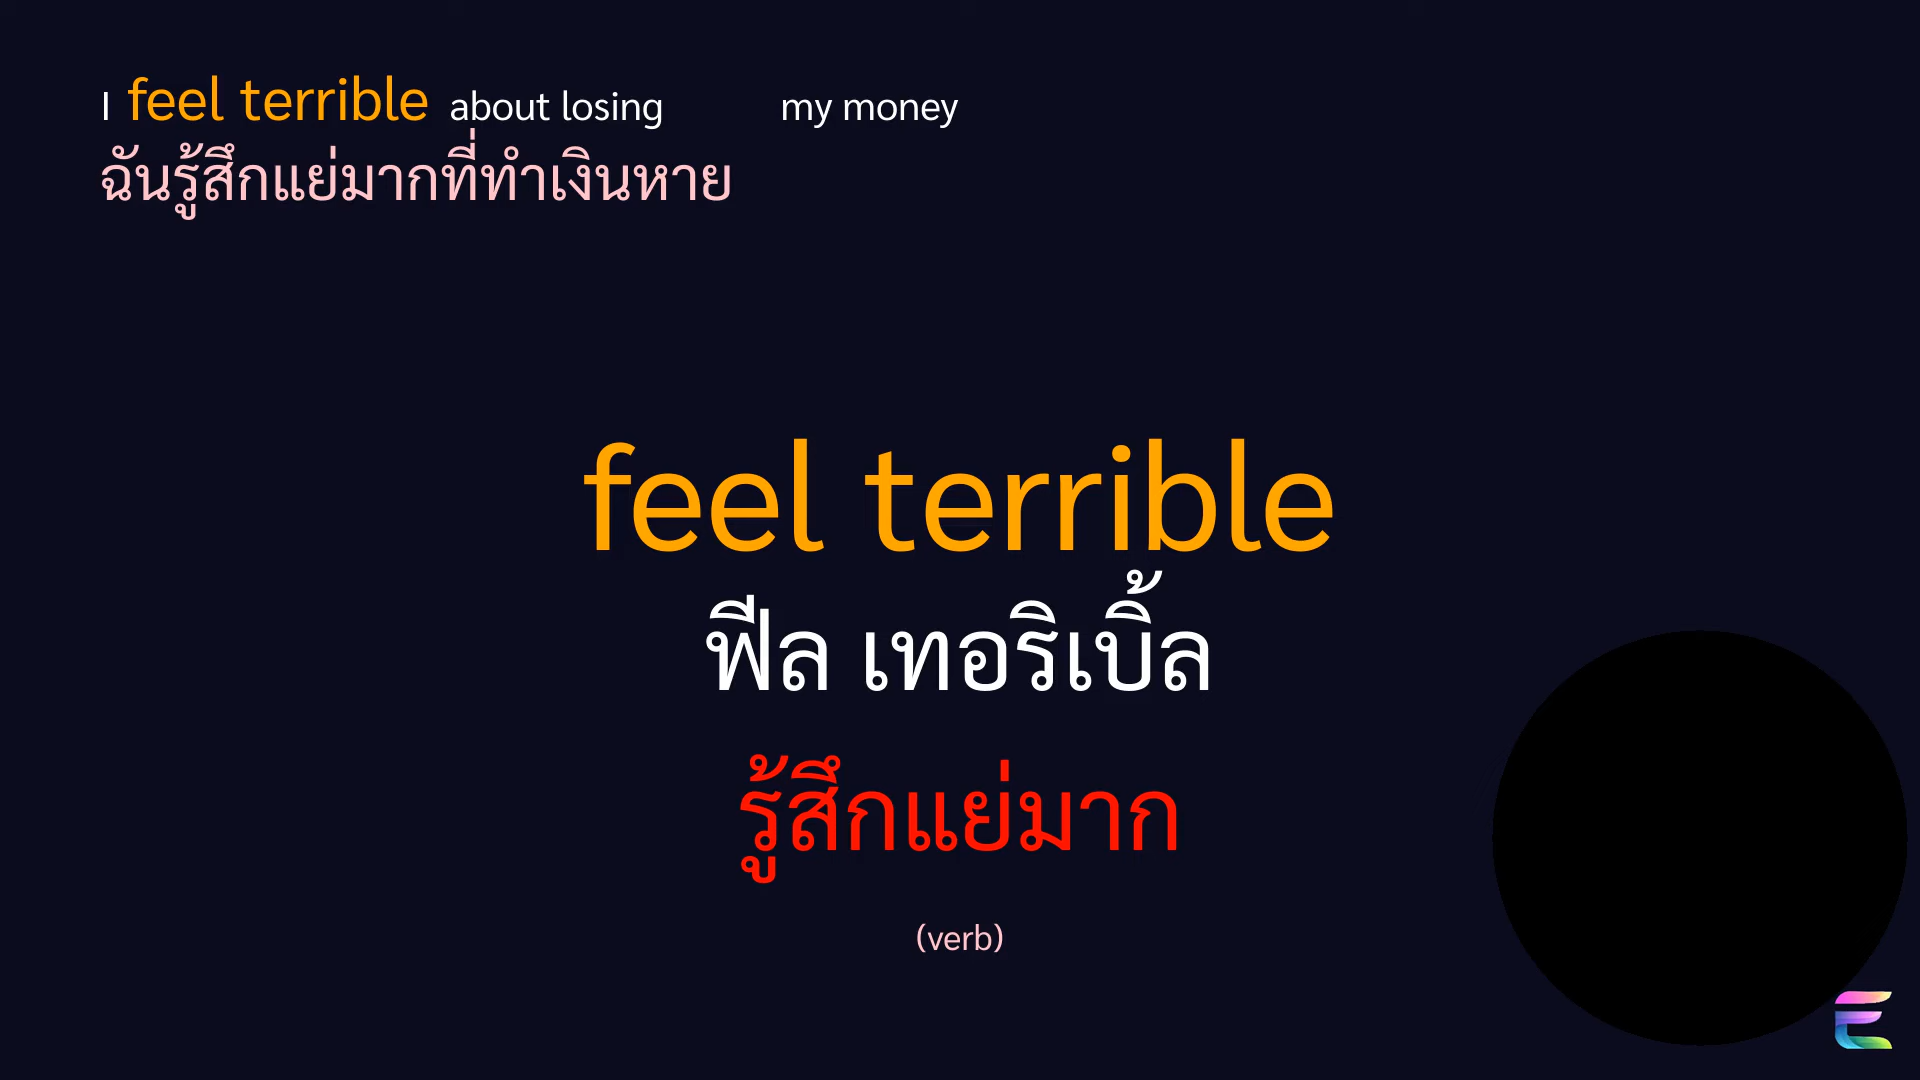 I feel terrible about losing my money
ฉันรู้สึกแย่มากที่ทำเงินหาย
feel terrible
ฟีล เทอริเบิ้ล
รู้สึกแย่มาก
(verb)